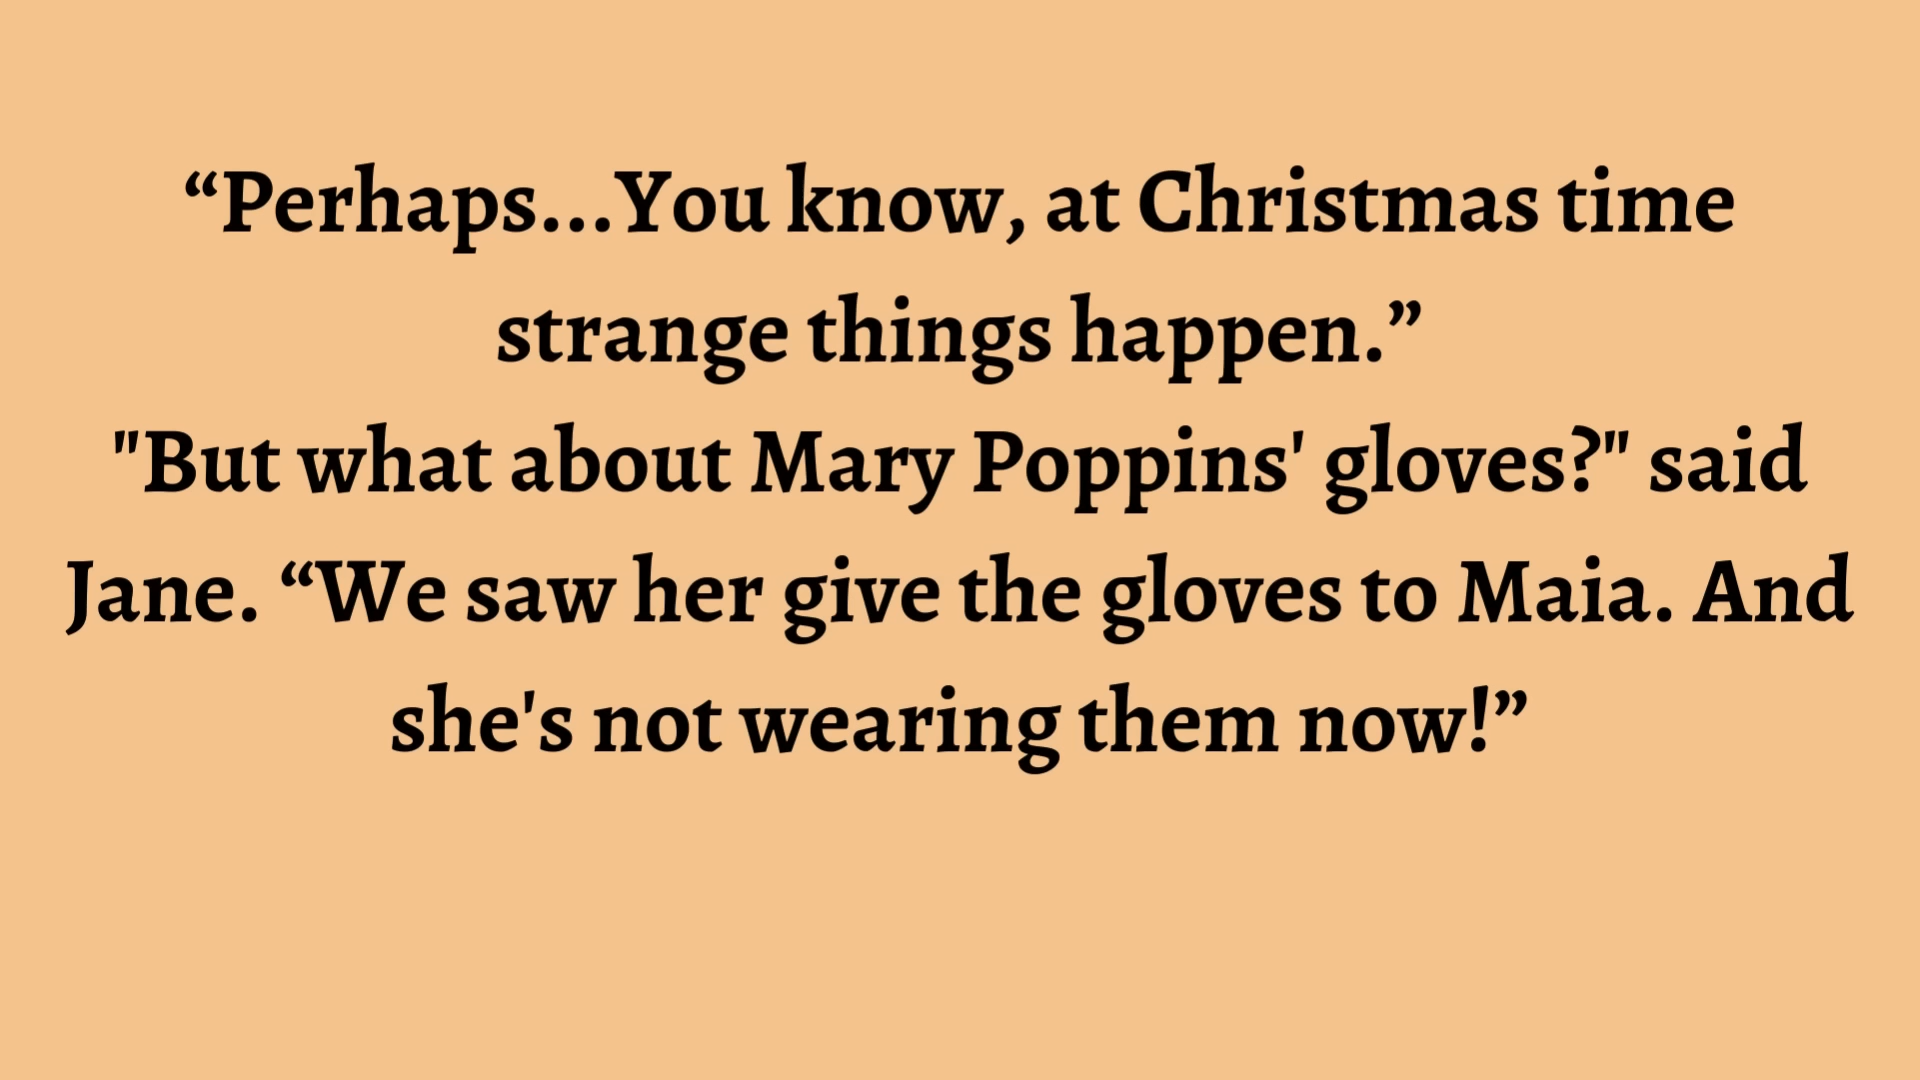 “Perhaps...You know, at Christmas time
strange things happen.”
"But what about Mary Poppins' gloves?" said
Jane. “We saw her give the gloves to Maia. And
she's not wearing them now!”